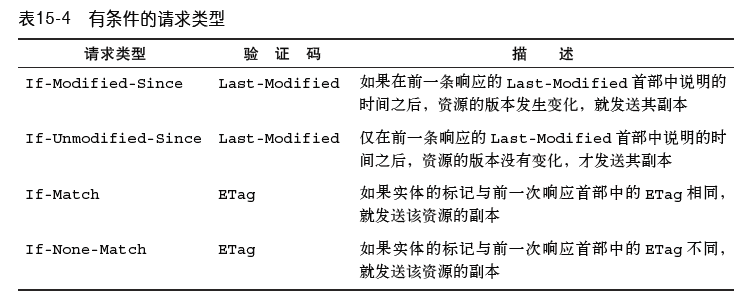 表15-4 有条件的请求类型
请求类型 验 证 码 描 述
If-Modified-Since Last-Modified 如果在前一条响应的 Last-Modified 首部中说明的
时间之后，资源的版本发生变化，就发送其副本
If-Unmodified-Since Last-Modified 仅在前一条响应的 Last-Modified 首部中说明的时
间之后，资源的版本没有变化，才发送其副本
If-Match ETag 如果实体的标记与前一次响应首部中的 ETag 相同，
就发送该资源的副本
If-None-Match ETag 如果实体的标记与前一次响应首部中的 ETag 不同，
就发送该资源的副本